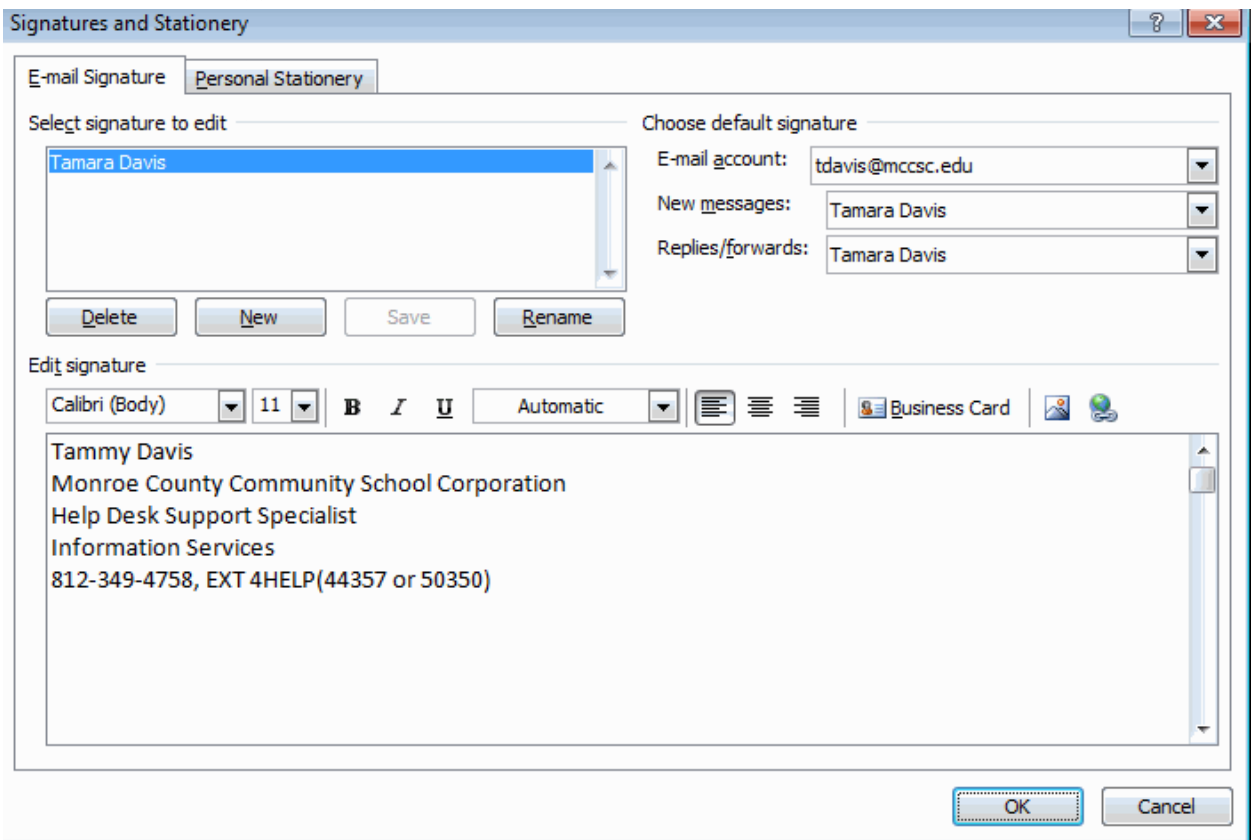 Signatures and Stationery
E-mail Signature
Personal Stationery
Select signature to edit
Choose default signature
Tamara Davis
E-mail account:
tdavis@mccsc.edu
New messages:
Tamara Davis
Replies/forwards:
Tamara Davis
Delete
New
Save
Rename
Edit signature
Calibri (Body)
11
B
I
U
Automatic
Business Card
Tammy Davis
Monroe County Community School Corporation
Help Desk Support Specialist
Information Services
812-349-4758, EXT 4HELP(44357 or 50350)
OK
Cancel